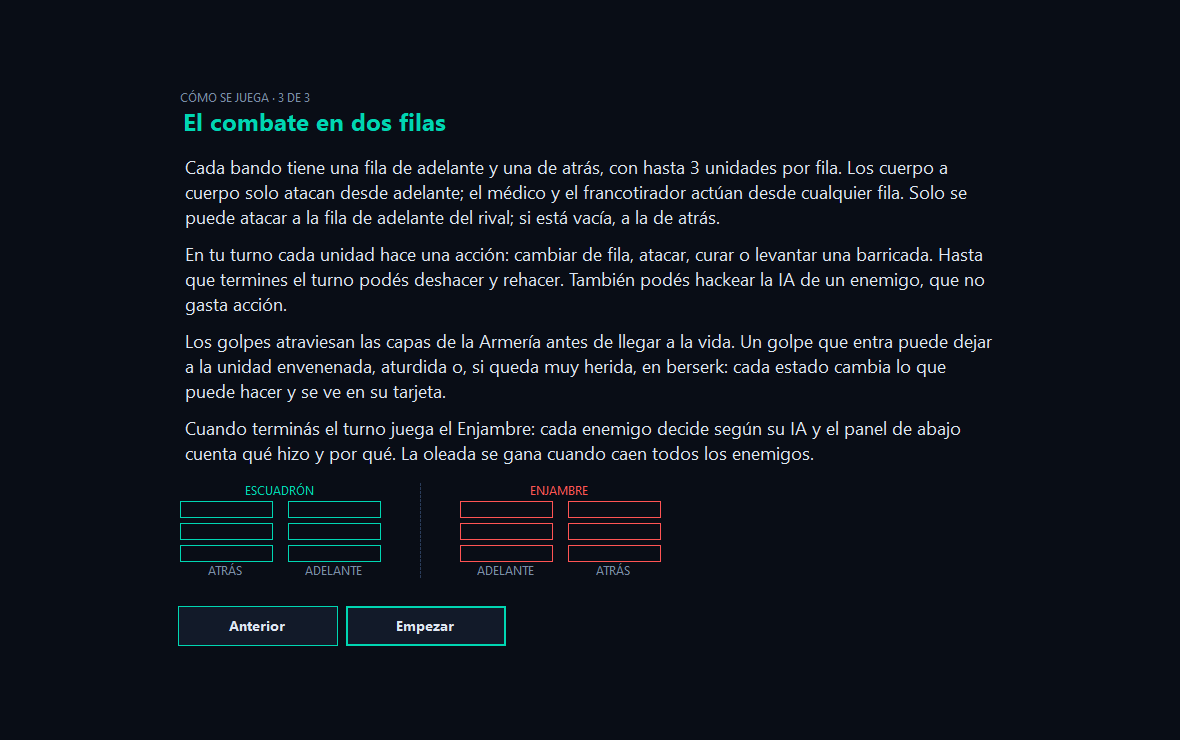 CÓMO SE JUEGA · 3 DE 3
El combate en dos filas
Cada bando tiene una fila de adelante y una de atrás, con hasta 3 unidades por fila. Los cuerpo a
cuerpo solo atacan desde adelante; el médico y el francotirador actúan desde cualquier fila. Solo se
puede atacar a la fila de adelante del rival; si está vacía, a la de atrás.
En tu turno cada unidad hace una acción: cambiar de fila, atacar, curar o levantar una barricada. Hasta
que termines el turno podés deshacer y rehacer. También podés hackear la IA de un enemigo, que no
gasta acción.
Los golpes atraviesan las capas de la Armería antes de llegar a la vida. Un golpe que entra puede dejar
a la unidad envenenada, aturdida o, si queda muy herida, en berserk: cada estado cambia lo que
puede hacer y se ve en su tarjeta.
Cuando terminás el turno juega el Enjambre: cada enemigo decide según su IA y el panel de abajo
cuenta qué hizo y por qué. La oleada se gana cuando caen todos los enemigos.
ESCUADRÓN
ENJAMBRE
ATRÁS
ADELANTE
ADELANTE
ATRÁS
Anterior
Empezar